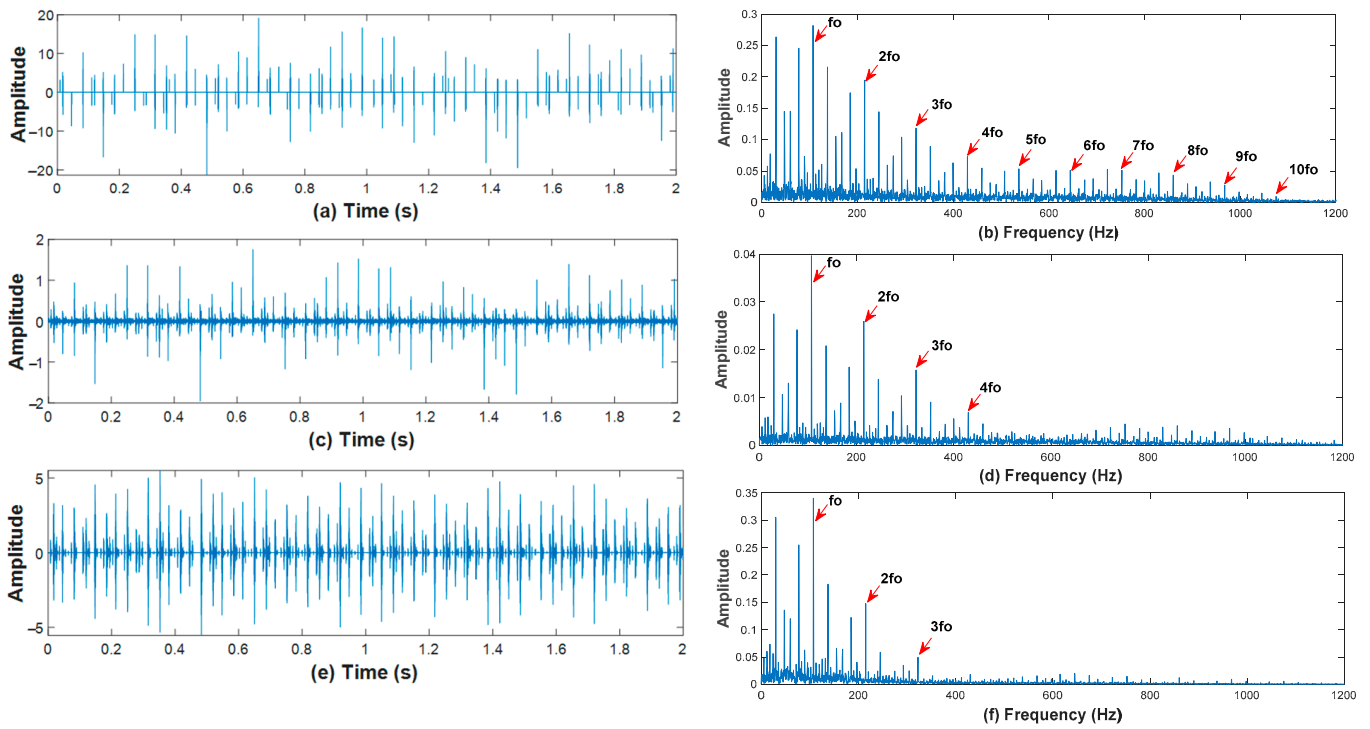 Amplitude
20
10
0
−10
−20
0 0.2 0.4 0.6 0.8 1 1.2 1.4 1.6 1.8 2
(a) Time (s)
Amplitude
0.3
0.25
0.2
0.15
0.1
0.05
0
fo
2fo
3fo
4fo
5fo
6fo
7fo
8fo
9fo
10fo
0 200 400 600 800 1000 1200
(b) Frequency (Hz)
Amplitude
2
1
0
−1
−2
0 0.2 0.4 0.6 0.8 1 1.2 1.4 1.6 1.8 2
(c) Time (s)
Amplitude
0.04
0.03
0.02
0.01
0
fo
2fo
3fo
4fo
0 200 400 600 800 1000 1200
(d) Frequency (Hz)
Amplitude
5
0
−5
0 0.2 0.4 0.6 0.8 1 1.2 1.4 1.6 1.8 2
(e) Time (s)
Amplitude
0.35
0.3
0.25
0.2
0.15
0.1
0.05
0
fo
2fo
3fo
0 200 400 600 800 1000 1200
(f) Frequency (Hz)